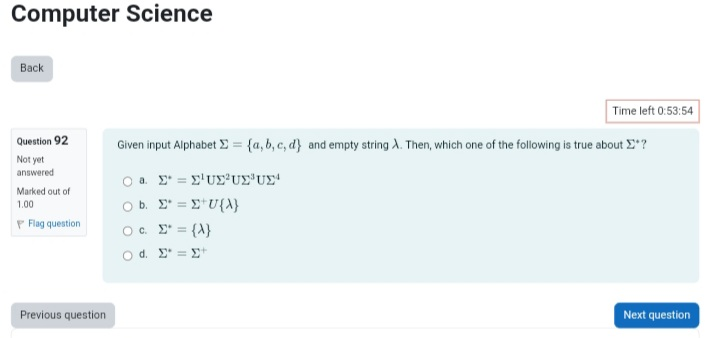 Computer Science
Back
Time left 0:53:54
Question 92
Not yet
answered
Marked out of
1.00
Flag question
Given input Alphabet Σ = {a, b, c, d} and empty string λ. Then, which one of the following is true about Σ*?
a. Σ* = Σ¹UΣ²UΣ³UΣ⁴
b. Σ* = Σ⁺U{λ}
c. Σ* = {λ}
d. Σ* = Σ⁺
Previous question
Next question